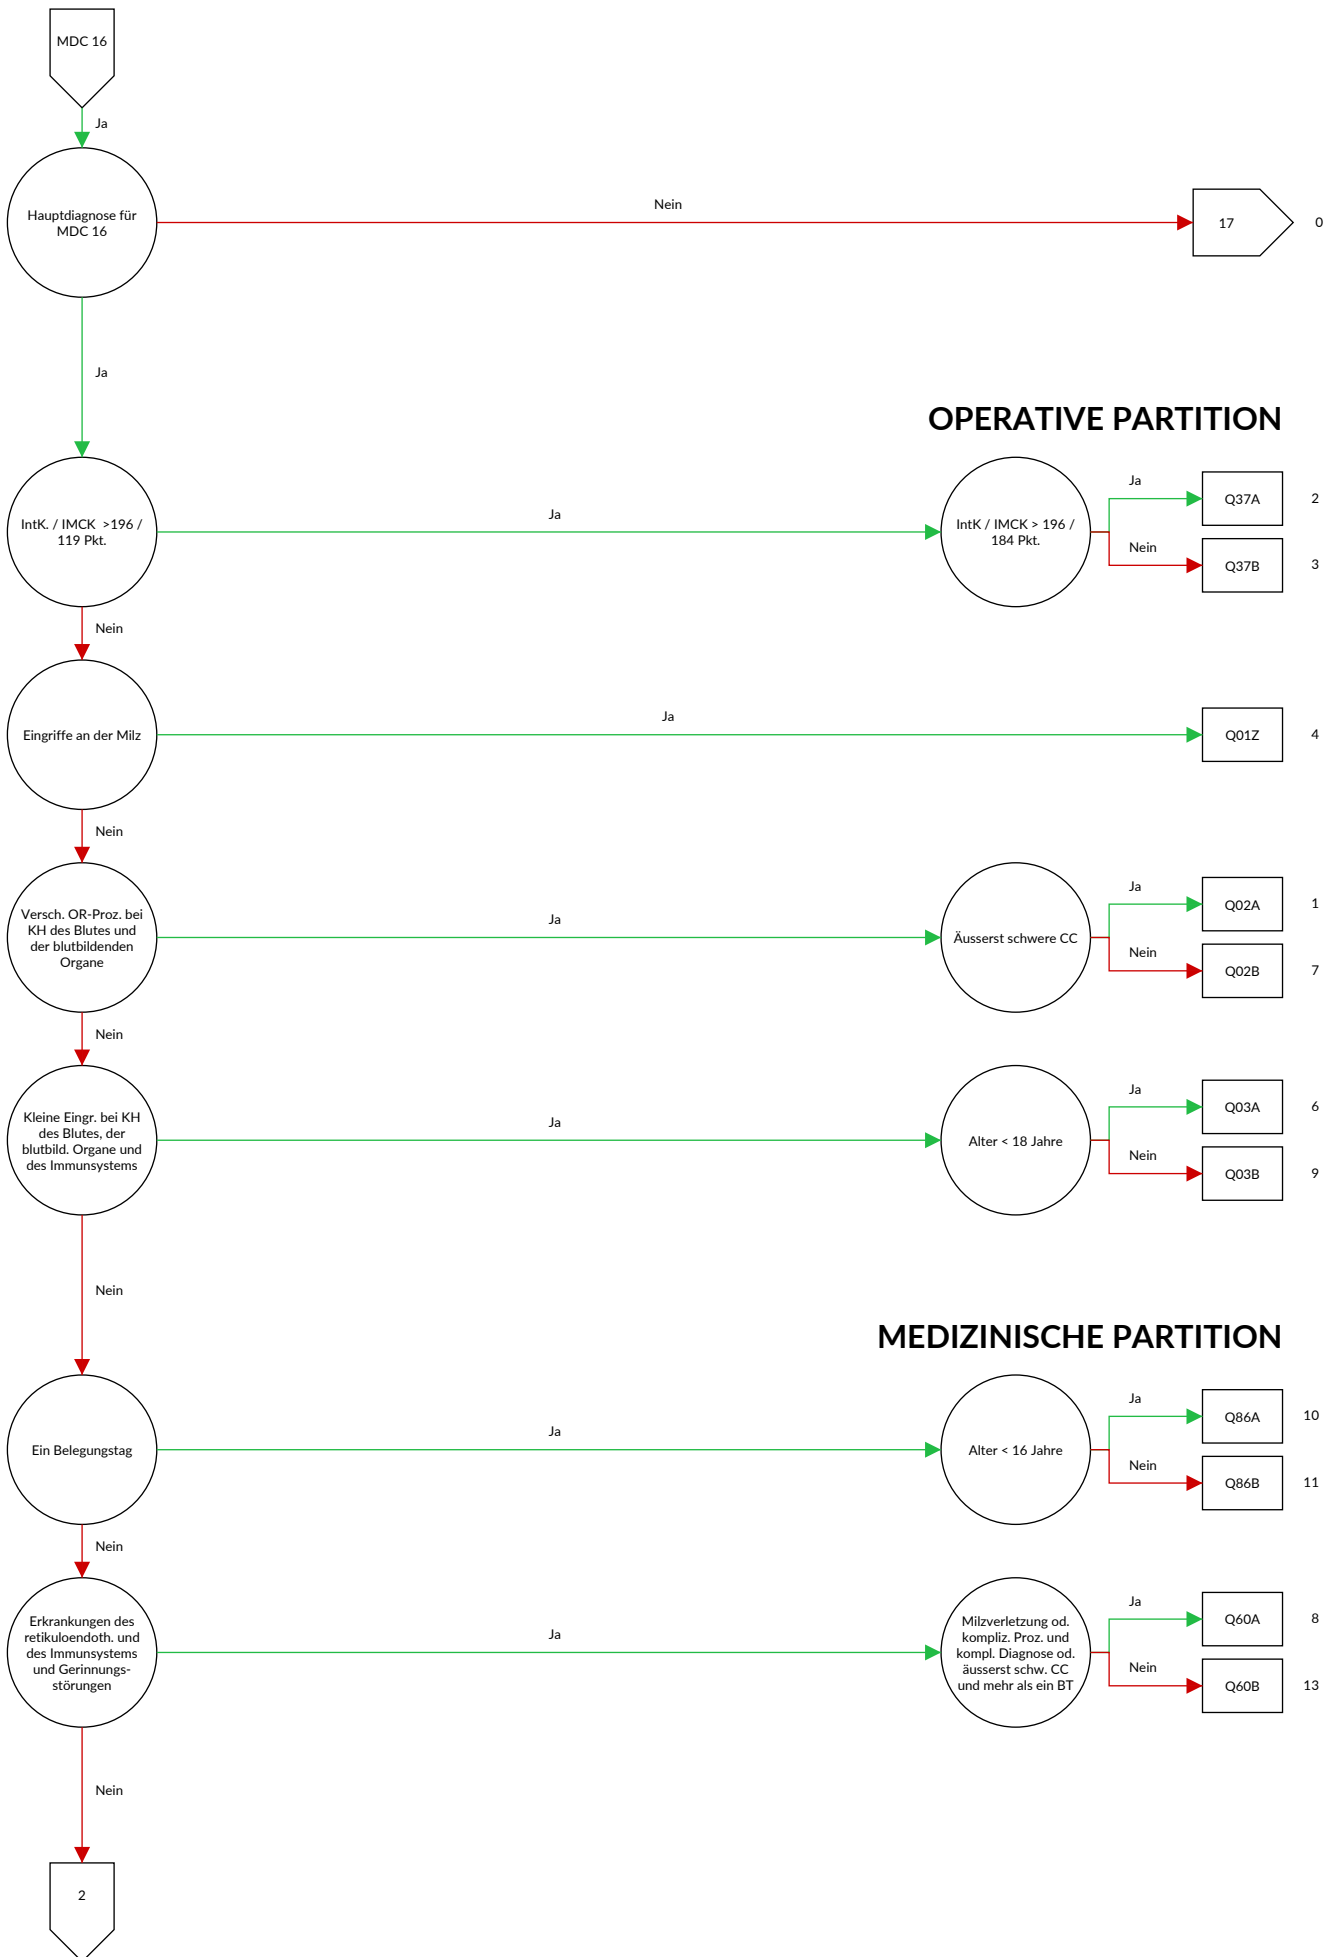 MDC 16
Ja
Hauptdiagnose für
MDC 16
Nein
17
0
Ja
OPERATIVE PARTITION
IntK. / IMCK >196 /
119 Pkt.
Ja
IntK / IMCK > 196 /
184 Pkt.
Ja
Q37A
2
Nein
Q37B
3
Nein
Eingriffe an der Milz
Ja
Q01Z
4
Nein
Versch. OR-Proz. bei
KH des Blutes und
der blutbildenden
Organe
Ja
Äusserst schwere CC
Ja
Q02A
1
Nein
Q02B
7
Nein
Kleine Eingr. bei KH
des Blutes, der
blutbild. Organe und
des Immunsystems
Ja
Alter < 18 Jahre
Ja
Q03A
6
Nein
Q03B
9
Nein
MEDIZINISCHE PARTITION
Ein Belegungstag
Ja
Alter < 16 Jahre
Ja
Q86A
10
Nein
Q86B
11
Nein
Erkrankungen des
retikuloendoth. und
des Immunsystems
und Gerinnungs-
störungen
Ja
Milzverletzung od.
kompliz. Proz. und
kompl. Diagnose od.
äusserst schw. CC
und mehr als ein BT
Ja
Q60A
8
Nein
Q60B
13
Nein
2